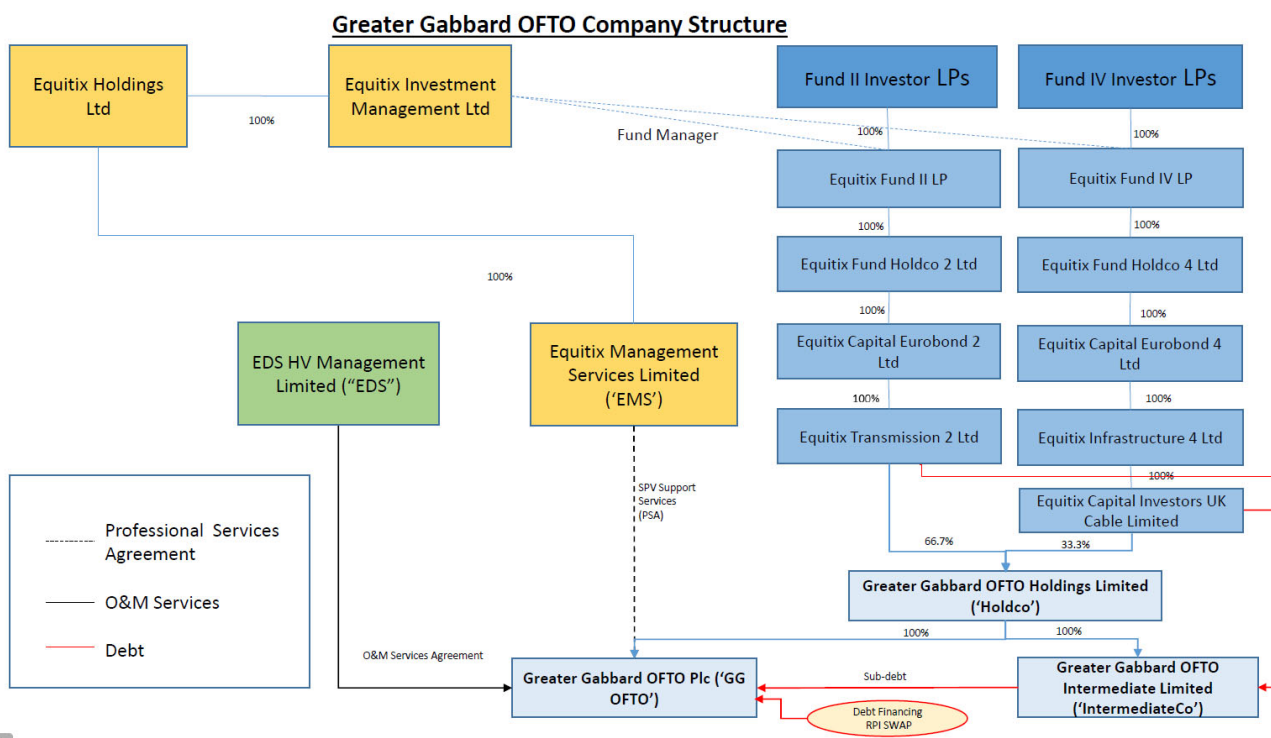 Greater Gabbard OFTO Company Structure
Equitix Holdings
Ltd
100%
Equitix Investment
Management Ltd
Fund Manager
Fund II Investor LPs
Fund IV Investor LPs
100%
100%
Equitix Fund II LP
Equitix Fund IV LP
100%
100%
Equitix Fund Holdco 2 Ltd
Equitix Fund Holdco 4 Ltd
100%
100%
100%
EDS HV Management
Limited ("EDS")
Equitix Management
Services Limited
('EMS')
Equitix Capital Eurobond 2
Ltd
Equitix Capital Eurobond 4
Ltd
100%
100%
Equitix Transmission 2 Ltd
Equitix Infrastructure 4 Ltd
100%
Equitix Capital Investors UK
Cable Limited
SPV Support
Services
(PSA)
66.7%
33.3%
Professional Services
Agreement
O&M Services
Debt
Greater Gabbard OFTO Holdings Limited
('Holdco')
100%
100%
O&M Services Agreement
Greater Gabbard OFTO Plc ('GG
OFTO')
Sub-debt
Greater Gabbard OFTO
Intermediate Limited
('IntermediateCo')
Debt Financing
RPI SWAP